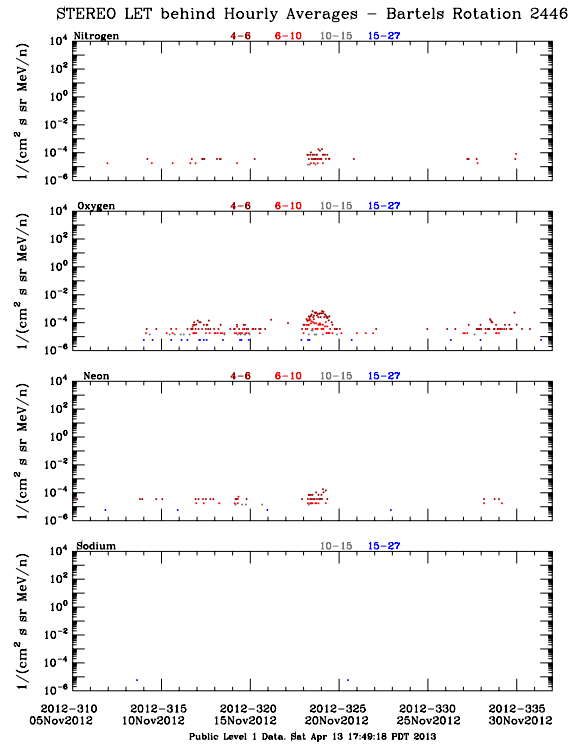 STEREO LET behind Hourly Averages – Bartels Rotation 2446
Nitrogen 4–6 6–10 10–15 15–27
10^4
10^2
10^0
10^-2
10^-4
10^-6
1/(cm^2 s sr MeV/n)
Oxygen 4–6 6–10 10–15 15–27
10^4
10^2
10^0
10^-2
10^-4
10^-6
1/(cm^2 s sr MeV/n)
Neon 4–6 6–10 10–15 15–27
10^4
10^2
10^0
10^-2
10^-4
10^-6
1/(cm^2 s sr MeV/n)
Sodium 10–15 15–27
10^4
10^2
10^0
10^-2
10^-4
10^-6
1/(cm^2 s sr MeV/n)
2012–310 2012–315 2012–320 2012–325 2012–330 2012–335
05Nov2012 10Nov2012 15Nov2012 20Nov2012 25Nov2012 30Nov2012
Public Level 1 Data. Sat Apr 13 17:49:18 PDT 2013